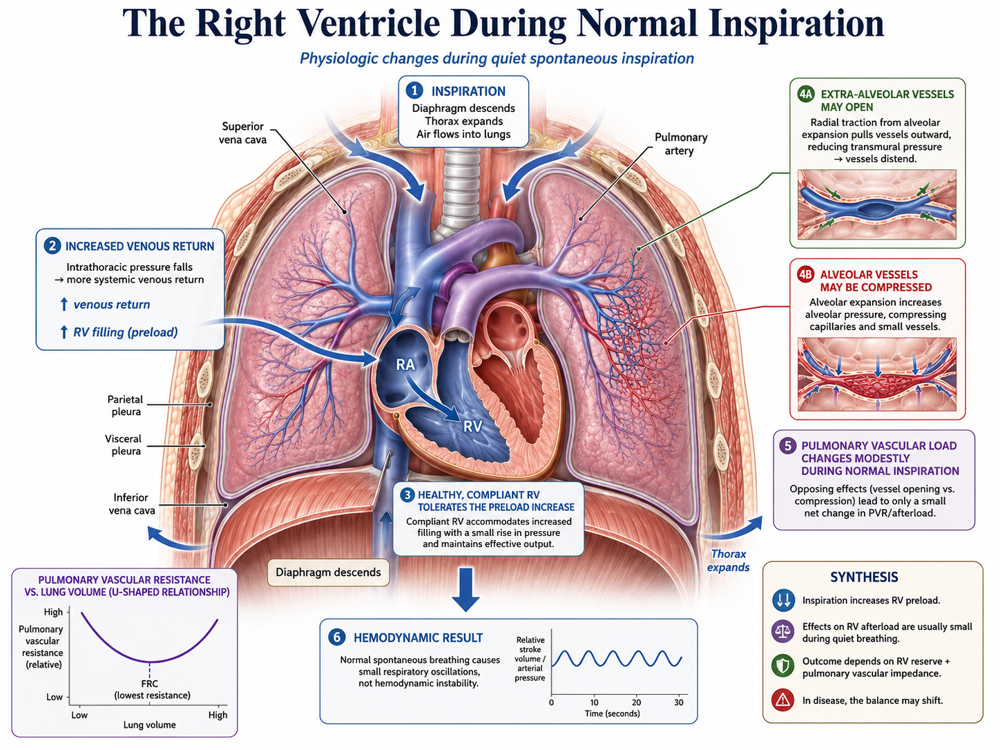 The Right Ventricle During Normal Inspiration
Physiologic changes during quiet spontaneous inspiration
1 INSPIRATION
Diaphragm descends
Thorax expands
Air flows into lungs
Superior
vena cava
Pulmonary
artery
4A EXTRA-ALVEOLAR VESSELS
MAY OPEN
Radial traction from alveolar
expansion pulls vessels outward,
reducing transmural pressure
→ vessels distend.
2 INCREASED VENOUS RETURN
Intrathoracic pressure falls
→ more systemic venous return
↑ venous return
↑ RV filling (preload)
4B ALVEOLAR VESSELS
MAY BE COMPRESSED
Alveolar expansion increases
alveolar pressure, compressing
capillaries and small vessels.
RA
RV
Parietal
pleura
Visceral
pleura
Inferior
vena cava
3 HEALTHY, COMPLIANT RV
TOLERATES THE PRELOAD INCREASE
Compliant RV accommodates increased
filling with a small rise in pressure
and maintains effective output.
5 PULMONARY VASCULAR LOAD
CHANGES MODESTLY
DURING NORMAL INSPIRATION
Opposing effects (vessel opening vs.
compression) lead to only a small
net change in PVR/afterload.
Thorax
expands
Diaphragm descends
PULMONARY VASCULAR RESISTANCE
VS. LUNG VOLUME (U-SHAPED RELATIONSHIP)
High
Pulmonary
vascular
resistance
(relative)
Low
FRC
(lowest resistance)
Low High
Lung volume
6 HEMODYNAMIC RESULT
Normal spontaneous breathing causes
small respiratory oscillations,
not hemodynamic instability.
Relative
stroke
volume /
arterial
pressure
0 10 20 30
Time (seconds)
SYNTHESIS
Inspiration increases RV preload.
Effects on RV afterload are usually small
during quiet breathing.
Outcome depends on RV reserve +
pulmonary vascular impedance.
In disease, the balance may shift.